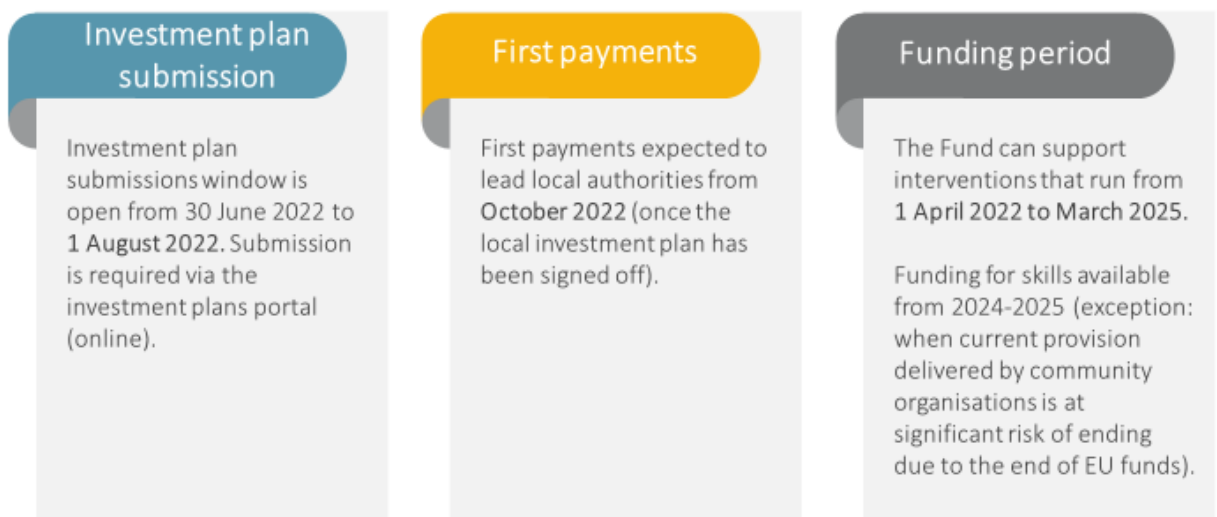 Investment plan
submission
Investment plan
submissions window is
open from 30 June 2022 to
1 August 2022. Submission
is required via the
investment plans portal
(online).
First payments
First payments expected to
lead local authorities from
October 2022 (once the
local investment plan has
been signed off).
Funding period
The Fund can support
interventions that run from
1 April 2022 to March 2025.
Funding for skills available
from 2024-2025 (exception:
when current provision
delivered by community
organisations is at
significant risk of ending
due to the end of EU funds).